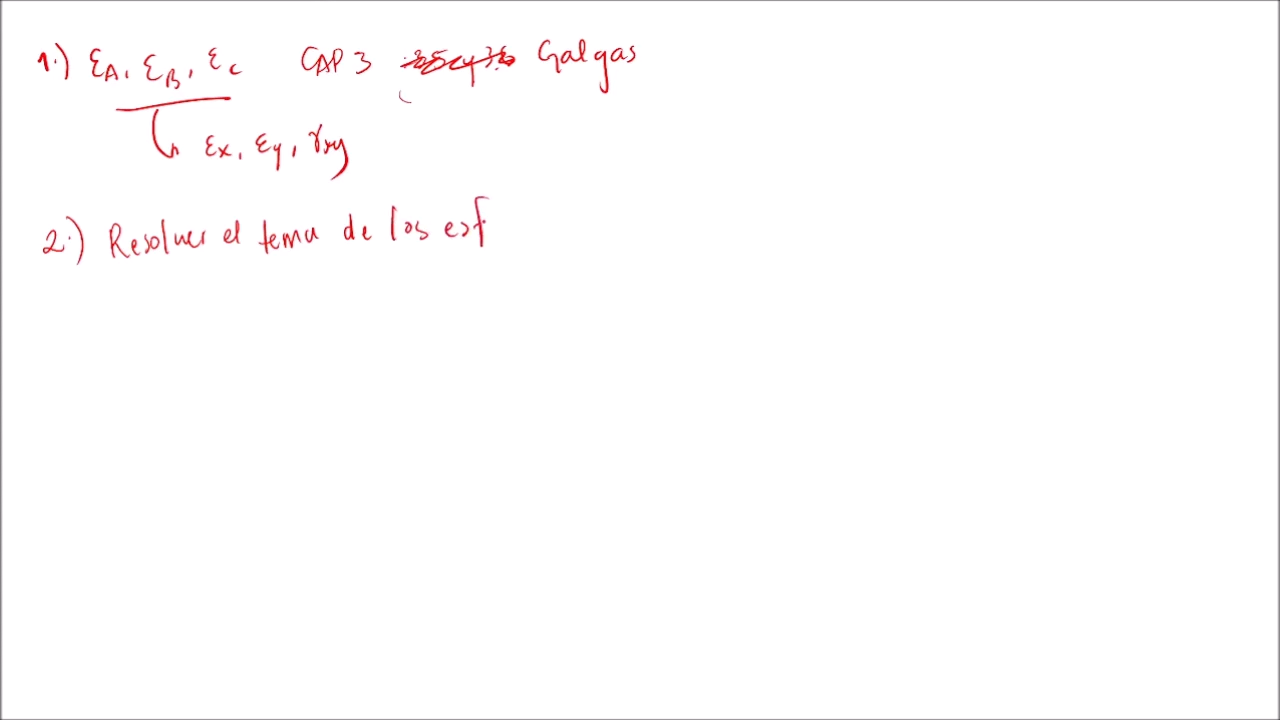 1.) εA, εB, εc CAP 3 Galgas
εx, εy, γxy
2.) Resolver el tema de los esf